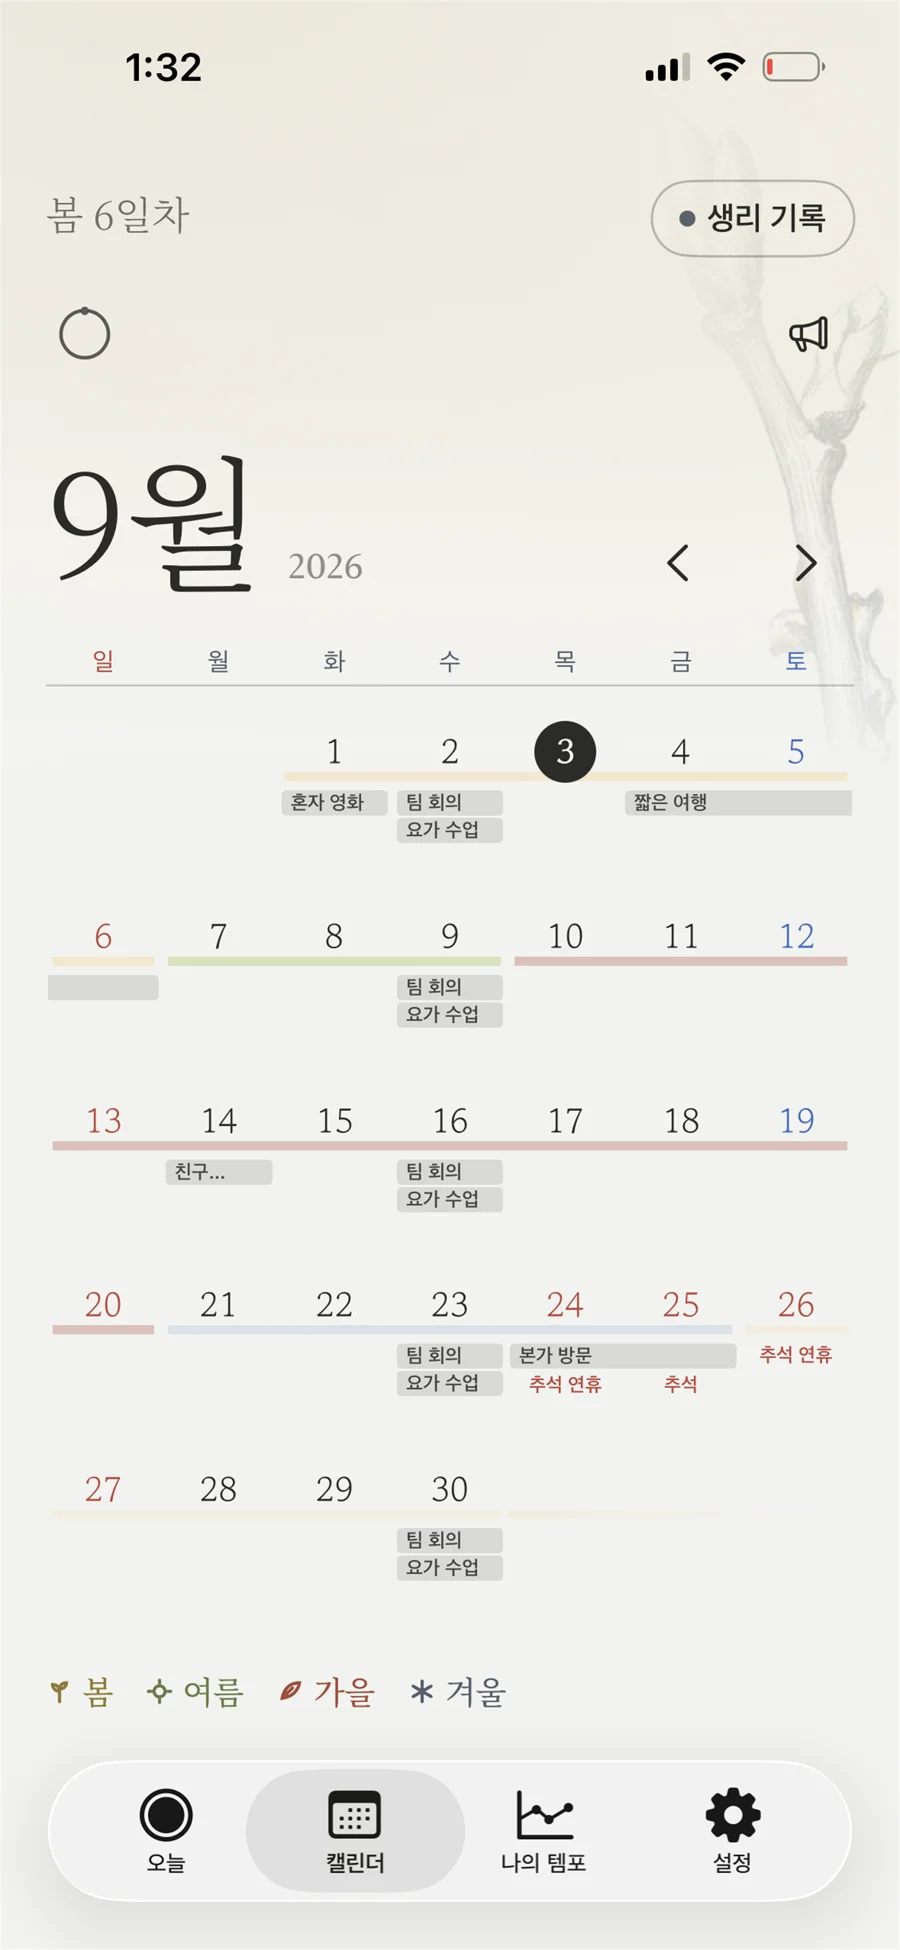 1:32
봄 6일차
생리 기록
9월 2026
일 월 화 수 목 금 토
1 2 3 4 5
혼자 영화 팀 회의 짧은 여행
요가 수업
6 7 8 9 10 11 12
팀 회의
요가 수업
13 14 15 16 17 18 19
친구... 팀 회의
요가 수업
20 21 22 23 24 25 26
팀 회의 본가 방문 추석 연휴
요가 수업 추석 연휴 추석
27 28 29 30
팀 회의
요가 수업
봄 여름 가을 겨울
오늘 캘린더 나의 템포 설정